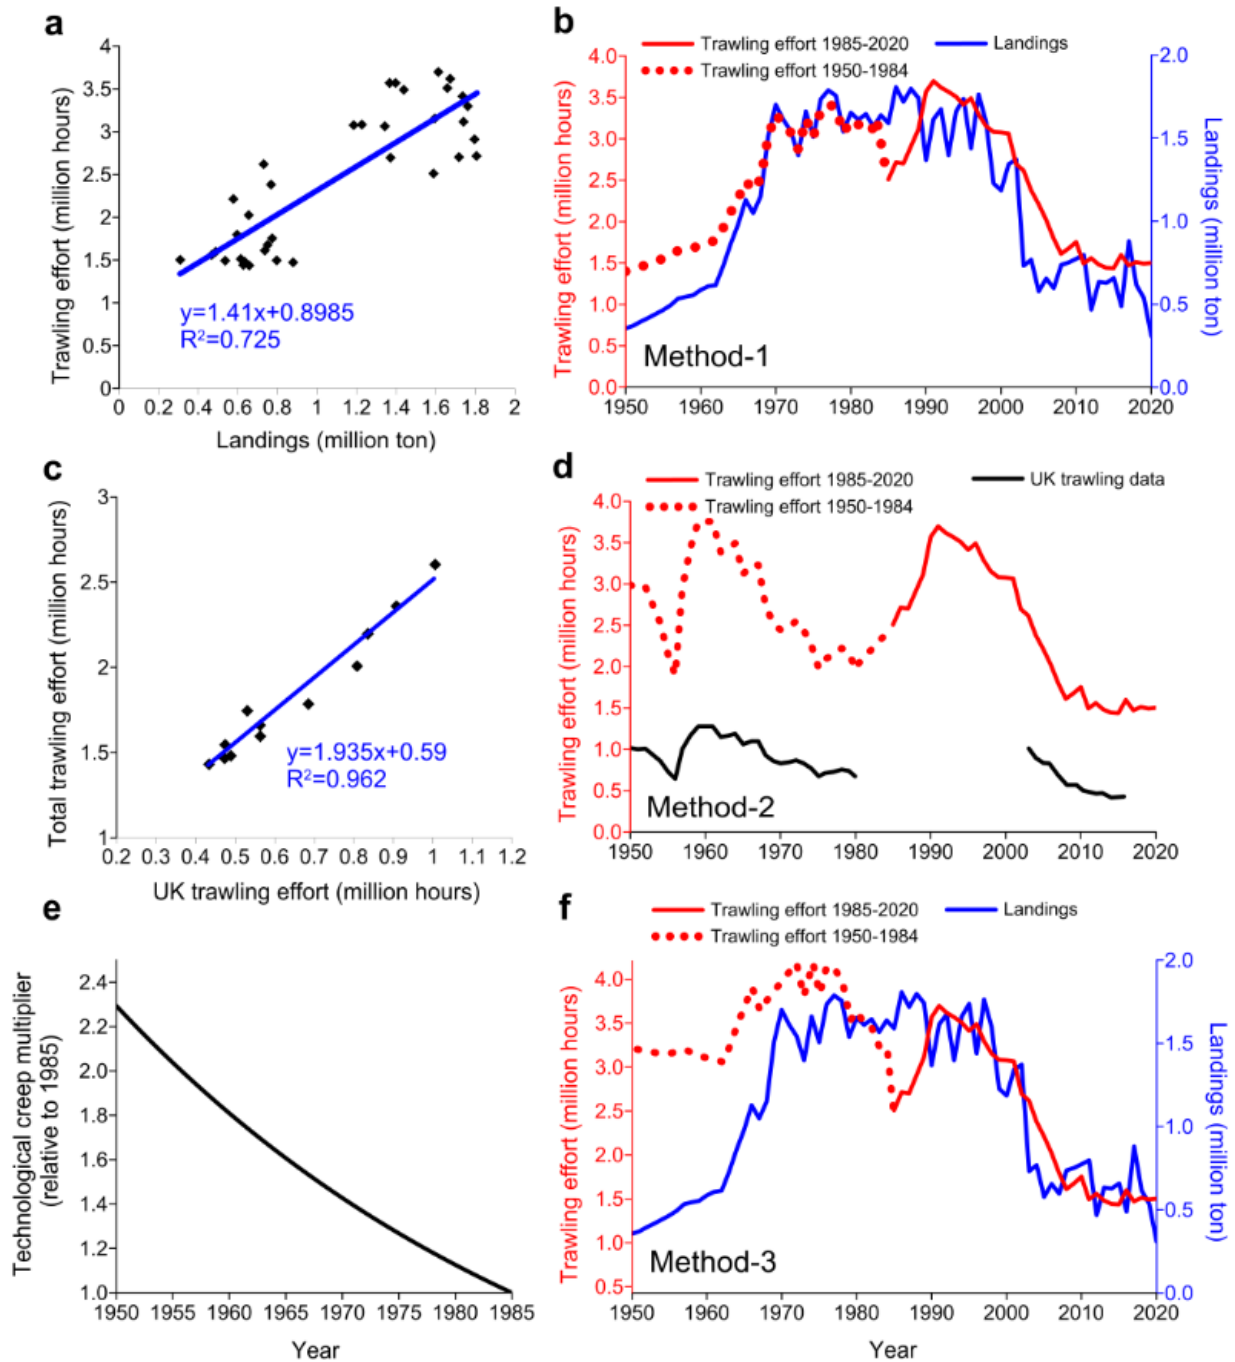 a
Trawling effort (million hours)
4
3.5
3
2.5
2
1.5
1
0.5
0
0 0.2 0.4 0.6 0.8 1 1.2 1.4 1.6 1.8 2
Landings (million ton)
y=1.41x+0.8985
R²=0.725
b
Trawling effort 1985-2020
Landings
Trawling effort 1950-1984
Trawling effort (million hours)
4.0
3.5
3.0
2.5
2.0
1.5
1.0
0.5
0.0
Method-1
1950 1960 1970 1980 1990 2000 2010 2020
2.0
1.5
1.0
0.5
0.0
Landings (million ton)
c
Total trawling effort (million hours)
3
2.5
2
1.5
1
0.2 0.3 0.4 0.5 0.6 0.7 0.8 0.9 1 1.1 1.2
UK trawling effort (million hours)
y=1.935x+0.59
R²=0.962
d
Trawling effort 1985-2020
UK trawling data
Trawling effort 1950-1984
Trawling effort (million hours)
4.0
3.5
3.0
2.5
2.0
1.5
1.0
0.5
0.0
Method-2
1950 1960 1970 1980 1990 2000 2010 2020
e
Technological creep multiplier
(relative to 1985)
2.4
2.2
2.0
1.8
1.6
1.4
1.2
1.0
1950 1955 1960 1965 1970 1975 1980 1985
Year
f
Trawling effort 1985-2020
Landings
Trawling effort 1950-1984
Trawling effort (million hours)
4.0
3.5
3.0
2.5
2.0
1.5
1.0
0.5
Method-3
1950 1960 1970 1980 1990 2000 2010 2020
Year
2.0
1.5
1.0
0.5
0.0
Landings (million ton)